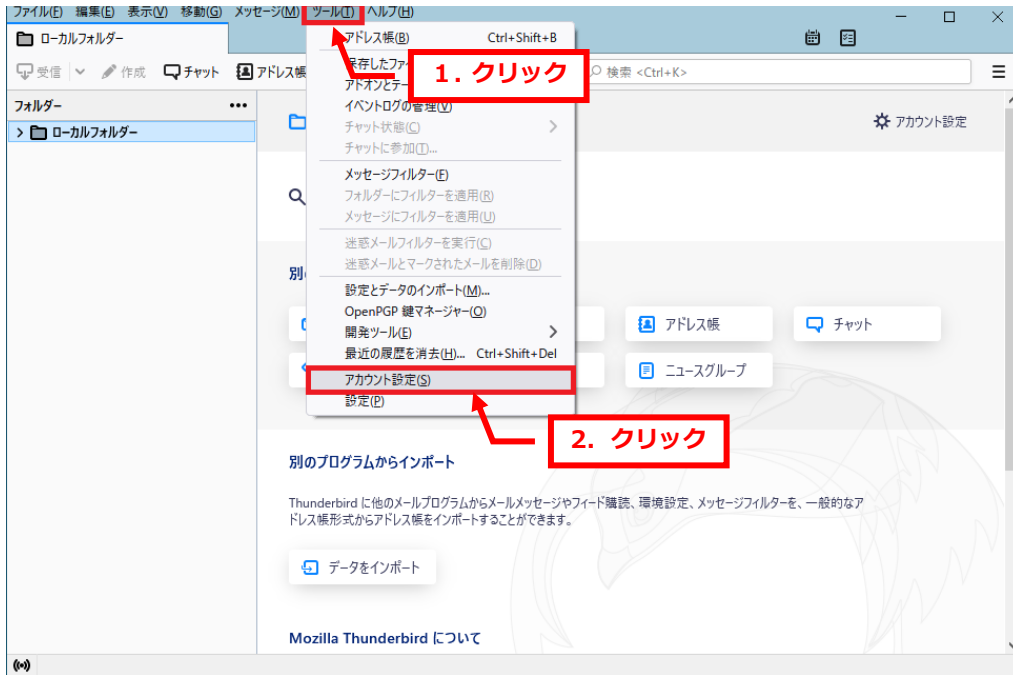 ファイル(F) 編集(E) 表示(V) 移動(G) メッセージ(M) ツール(T) ヘルプ(H)
ローカルフォルダー
受信 作成 チャット アドレス帳
検索 <Ctrl+K>
フォルダー
ローカルフォルダー
アカウント設定
アドレス帳(B) Ctrl+Shift+B
保存したファ
アドオンとテー
イベントログの管理(V)
チャット状態(C)
チャットに参加(T)...
メッセージフィルター(F)
フォルダーにフィルターを適用(R)
メッセージにフィルターを適用(U)
迷惑メールフィルターを実行(C)
迷惑メールとマークされたメールを削除(D)
設定とデータのインポート(M)...
OpenPGP 鍵マネージャー(O)
開発ツール(E)
最近の履歴を消去(H)... Ctrl+Shift+Del
アカウント設定(S)
設定(P)
1. クリック
2. クリック
別
アドレス帳 チャット
ニュースグループ
別のプログラムからインポート
Thunderbird に他のメールプログラムからメールメッセージやフィード購読、環境設定、メッセージフィルターを、一般的なア
ドレス帳形式からアドレス帳をインポートすることができます。
データをインポート
Mozilla Thunderbird について